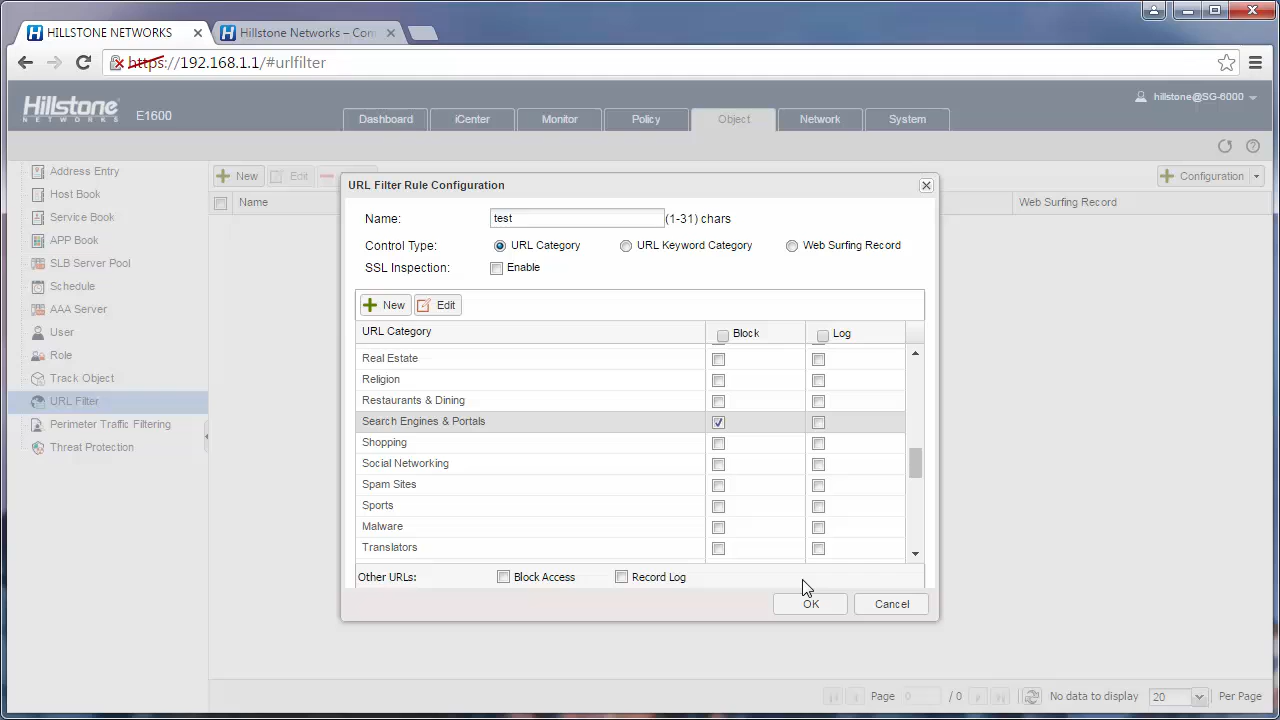 HILLSTONE NETWORKS
Hillstone Networks – Con
https://192.168.1.1/#urlfilter
Hillstone
NETWORKS
E1600
Dashboard
iCenter
Monitor
Policy
Object
Network
System
hillstone@SG-6000
Address Entry
Host Book
Service Book
APP Book
SLB Server Pool
Schedule
AAA Server
User
Role
Track Object
URL Filter
Perimeter Traffic Filtering
Threat Protection
New
Edit
Configuration
Name
Web Surfing Record
URL Filter Rule Configuration
Name: test (1-31) chars
Control Type: URL Category URL Keyword Category Web Surfing Record
SSL Inspection: Enable
New Edit
URL Category Block Log
Real Estate
Religion
Restaurants & Dining
Search Engines & Portals
Shopping
Social Networking
Spam Sites
Sports
Malware
Translators
Other URLs: Block Access Record Log
OK Cancel
Page 0 / 0 No data to display 20 Per Page